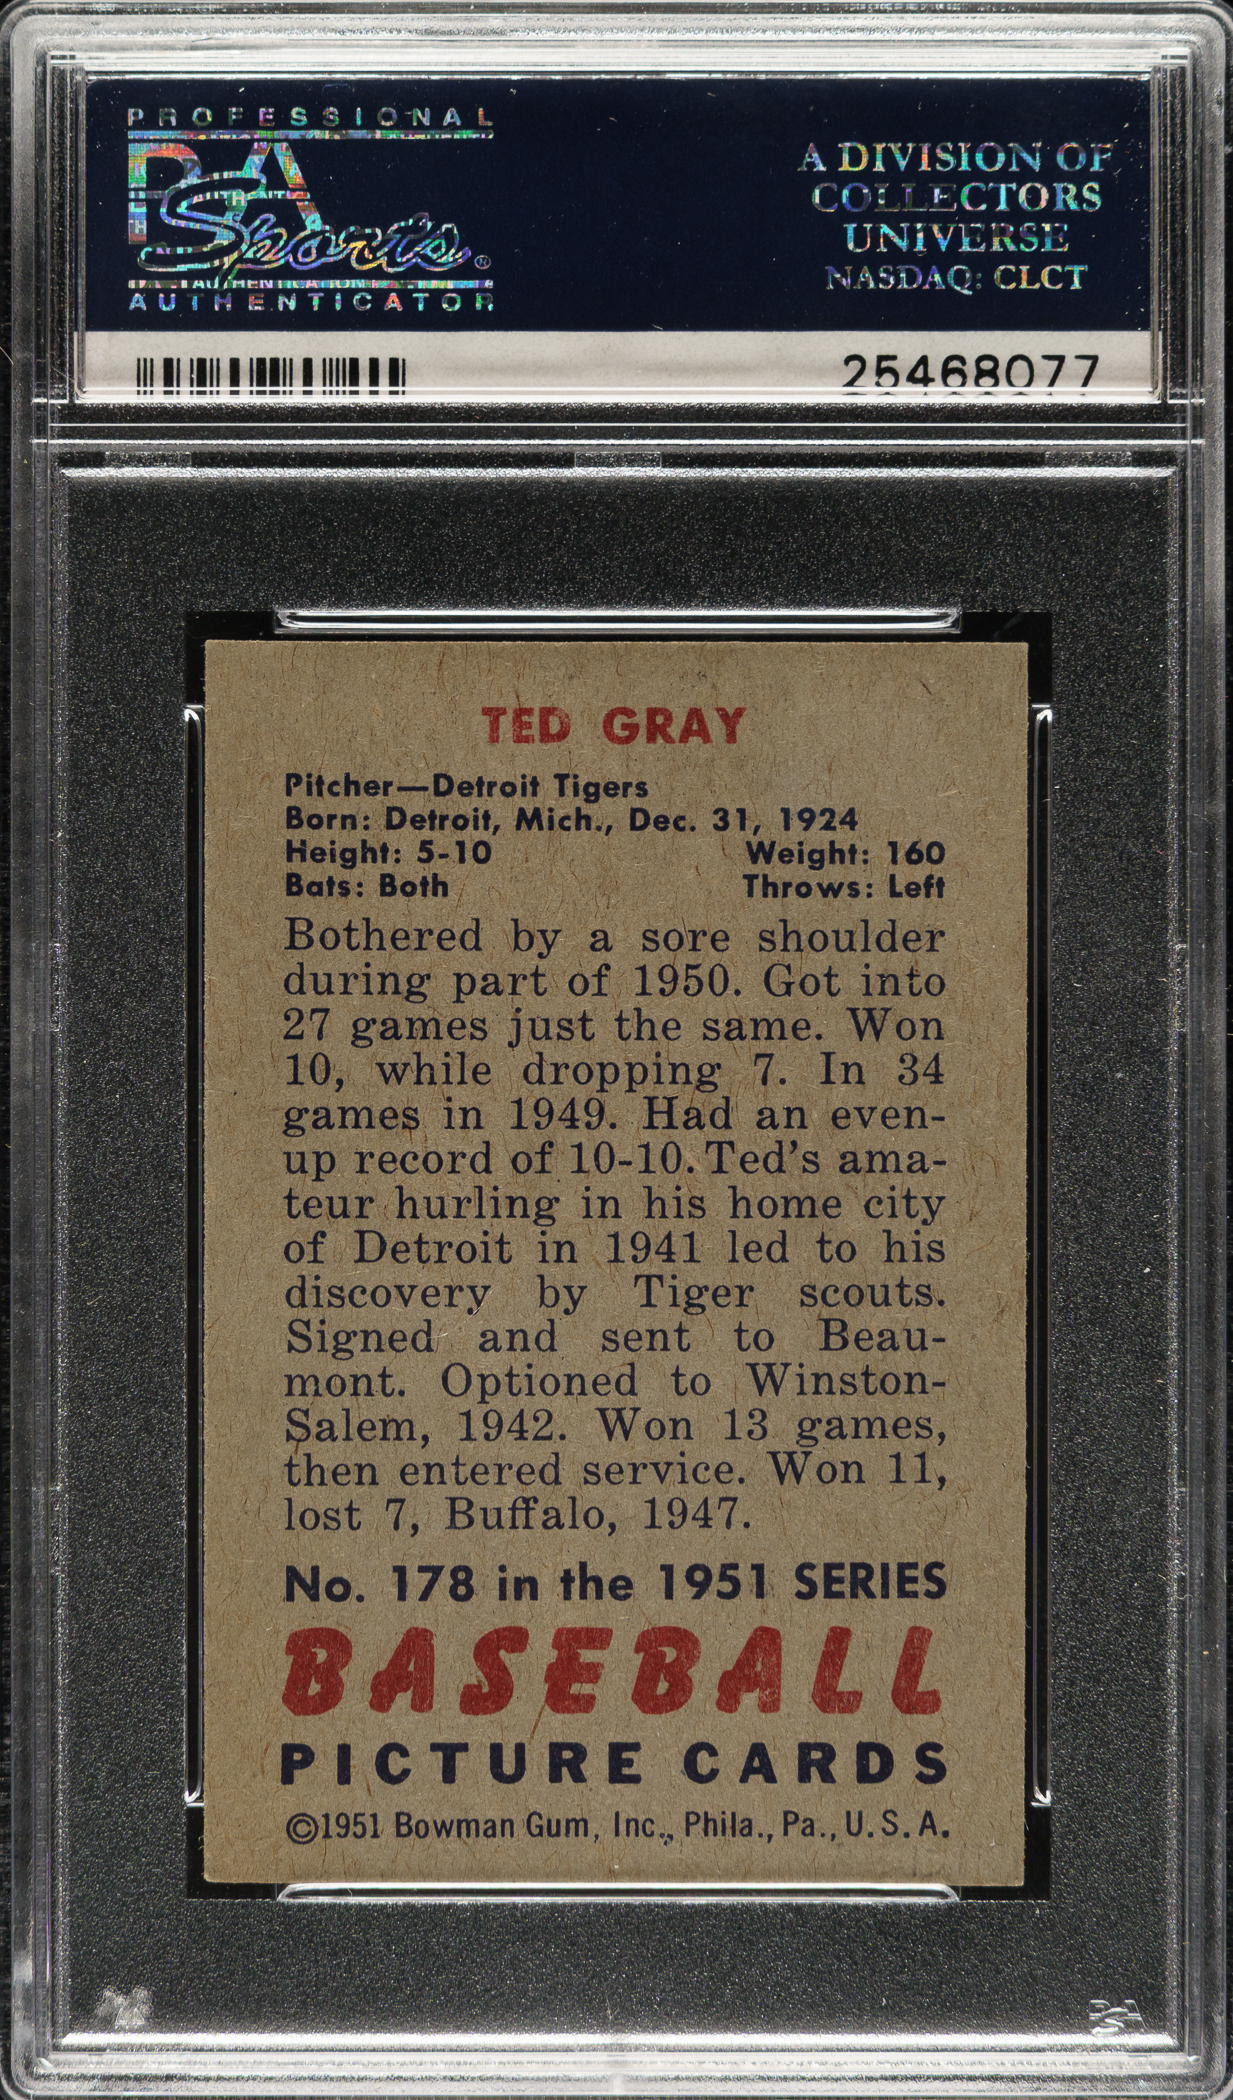 PROFESSIONAL
PSA
Sports®
AUTHENTICATOR
A DIVISION OF
COLLECTORS
UNIVERSE
NASDAQ: CLCT
25468077
TED GRAY
Pitcher—Detroit Tigers
Born: Detroit, Mich., Dec. 31, 1924
Height: 5-10 Weight: 160
Bats: Both Throws: Left
Bothered by a sore shoulder
during part of 1950. Got into
27 games just the same. Won
10, while dropping 7. In 34
games in 1949. Had an even-
up record of 10-10. Ted's ama-
teur hurling in his home city
of Detroit in 1941 led to his
discovery by Tiger scouts.
Signed and sent to Beau-
mont. Optioned to Winston-
Salem, 1942. Won 13 games,
then entered service. Won 11,
lost 7, Buffalo, 1947.
No. 178 in the 1951 SERIES
BASEBALL
PICTURE CARDS
©1951 Bowman Gum, Inc., Phila., Pa., U.S.A.
PSA